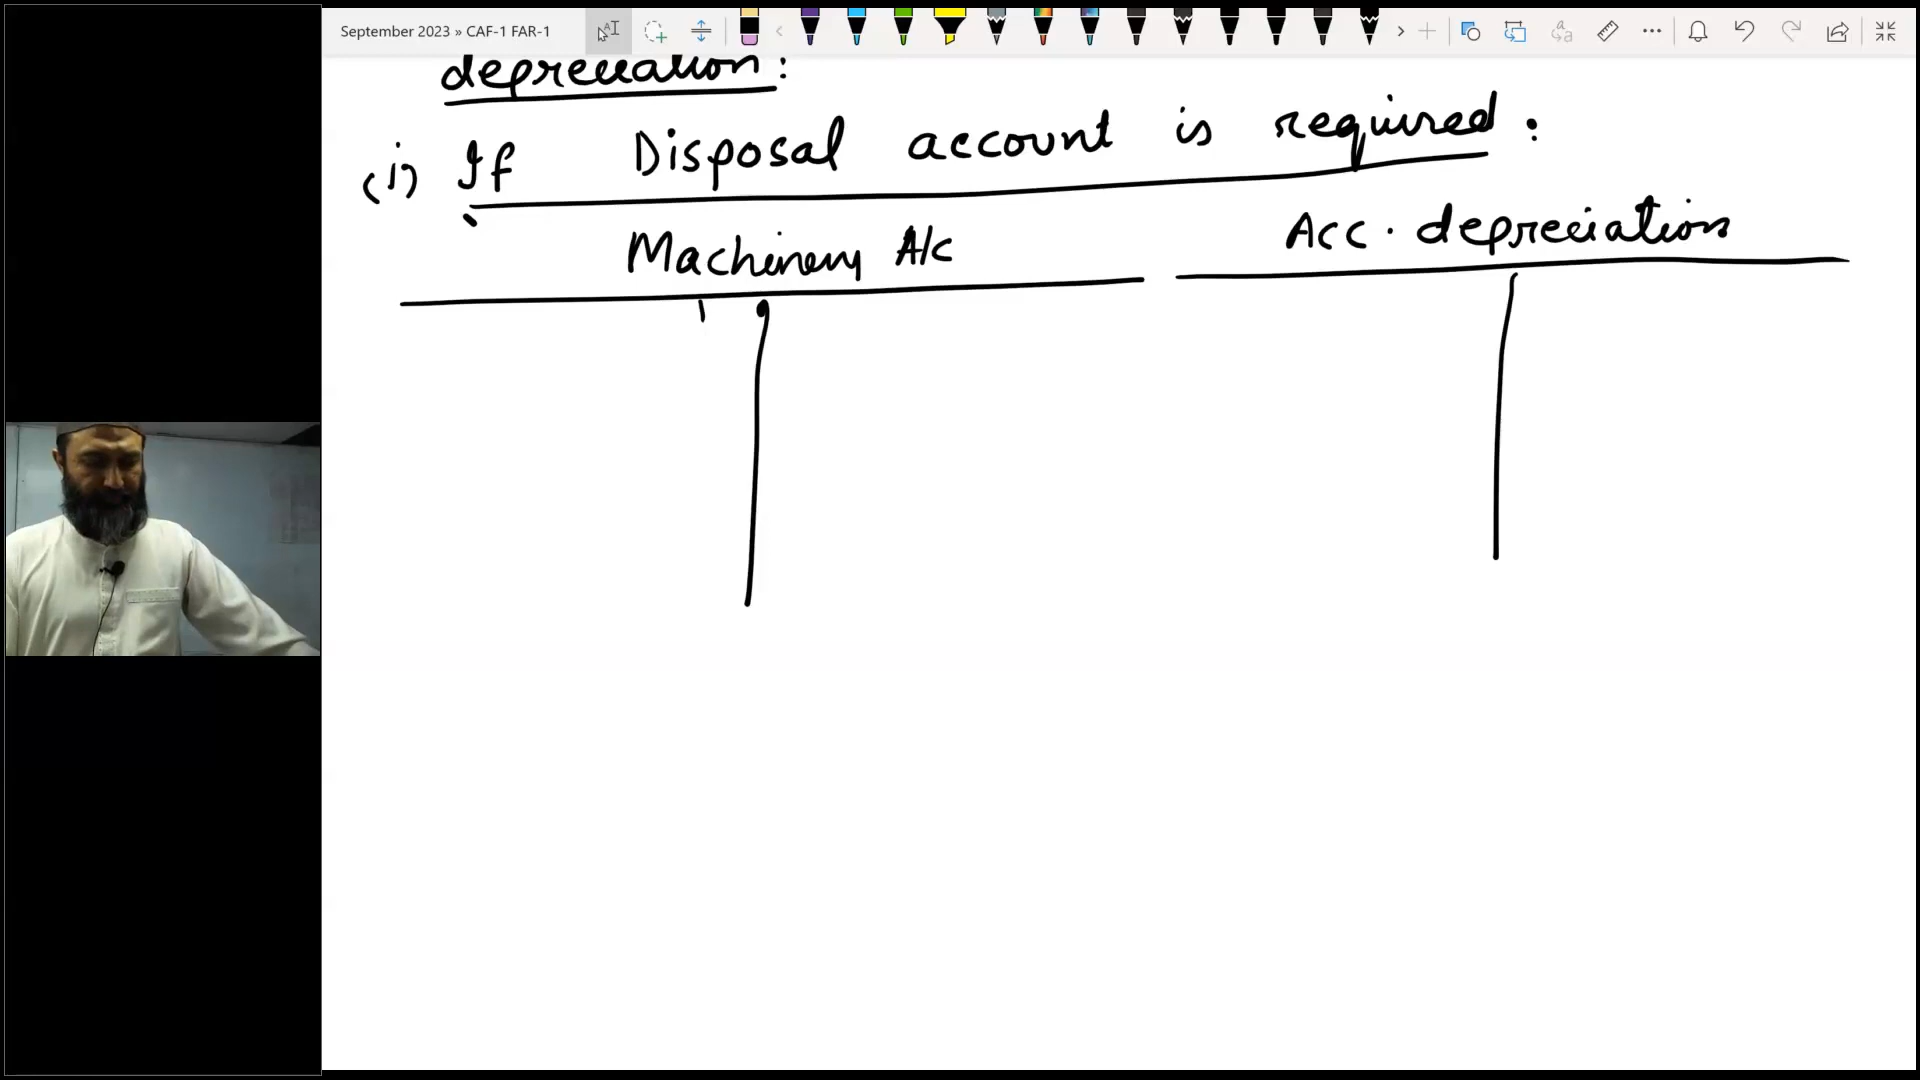 September 2023 » CAF-1 FAR-1
depreciation:
(i) If Disposal account is required:
Machinery A/c
Acc. depreciation